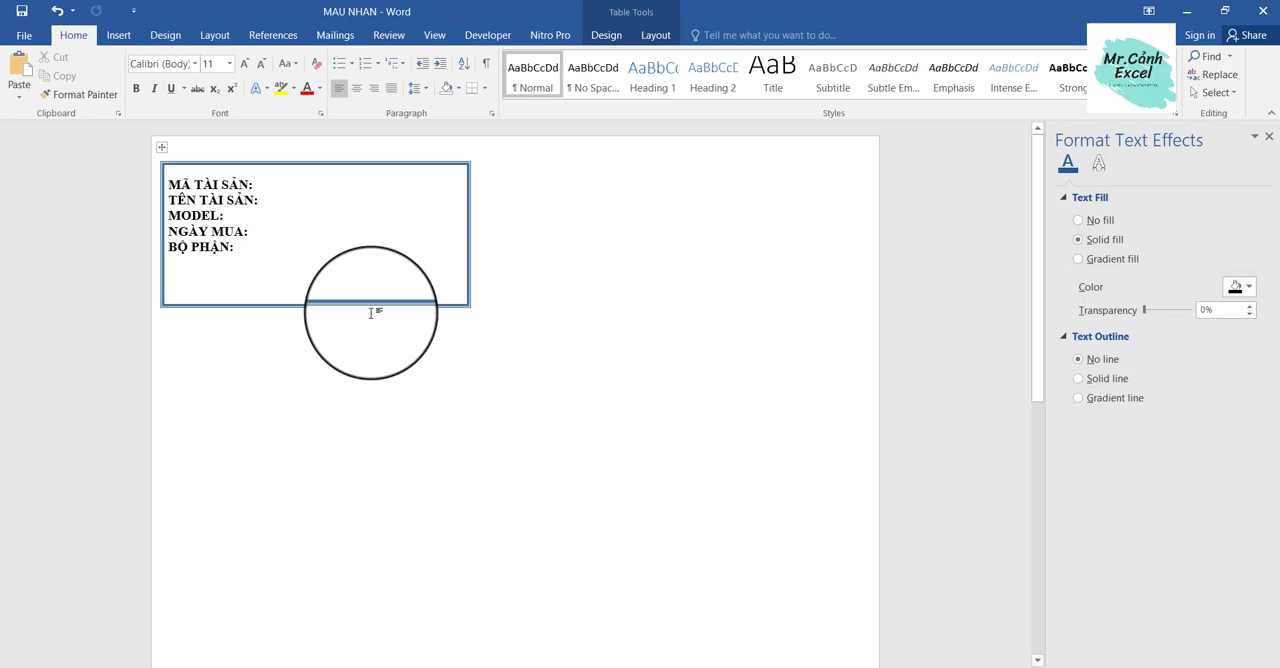 MAU NHAN - Word
Table Tools
File Home Insert Design Layout References Mailings Review View Developer Nitro Pro Design Layout Tell me what you want to do... Sign in Share
Paste
Cut
Copy
Format Painter
Clipboard
Calibri (Body) 11
Font
Paragraph
AaBbCcDd AaBbCcDd AaBbCc AaBbCcC AaB AaBbCcD AaBbCcDd AaBbCcDd AaBbCcDd AaBbCc
¶ Normal ¶ No Spac... Heading 1 Heading 2 Title Subtitle Subtle Em... Emphasis Intense E... Strong
Styles
Mr.Cảnh
Excel
Find
Replace
Select
Editing
MÃ TÀI SẢN:
TÊN TÀI SẢN:
MODEL:
NGÀY MUA:
BỘ PHẬN:
Format Text Effects
Text Fill
No fill
Solid fill
Gradient fill
Color
Transparency 0%
Text Outline
No line
Solid line
Gradient line